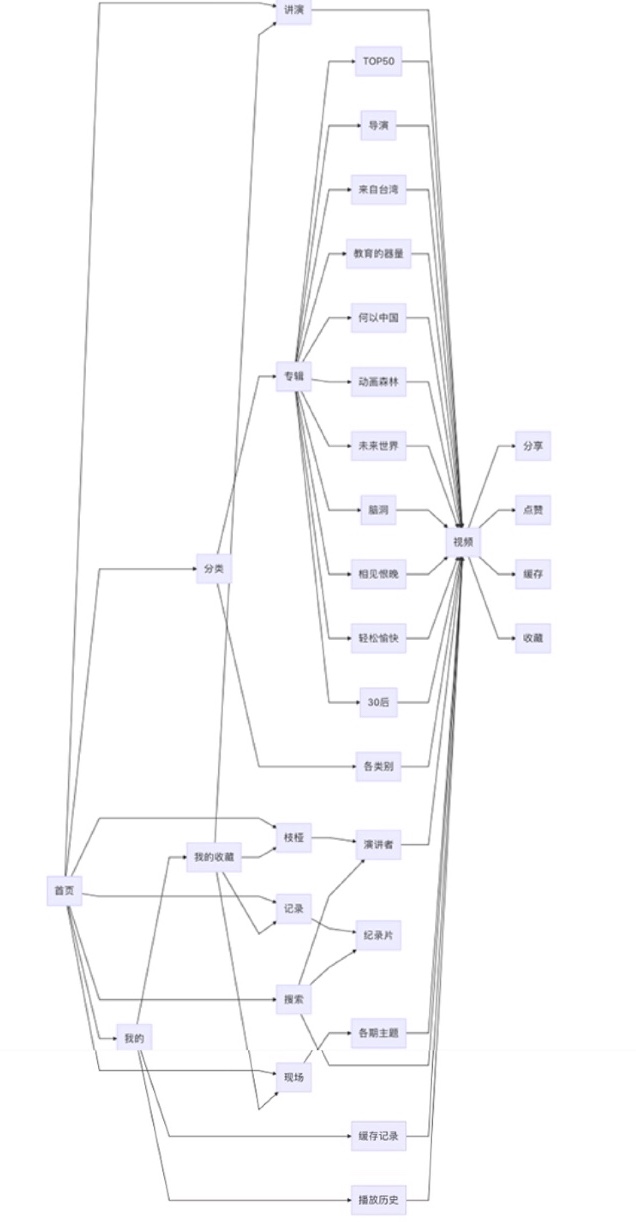 讲演
TOP50
导演
来自台湾
教育的器量
何以中国
专辑
动画森林
未来世界
分享
脑洞
点赞
视频
分类
相见恨晚
缓存
轻松愉快
收藏
30后
各类别
枝桠
演讲者
我的收藏
首页
记录
纪录片
搜索
各期主题
我的
现场
缓存记录
播放历史